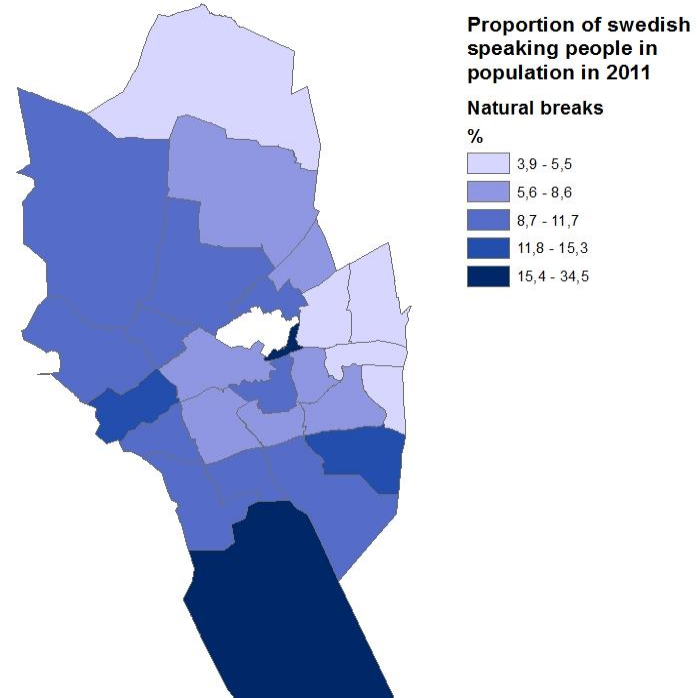 Proportion of swedish
speaking people in
population in 2011
Natural breaks
%
3,9 - 5,5
5,6 - 8,6
8,7 - 11,7
11,8 - 15,3
15,4 - 34,5